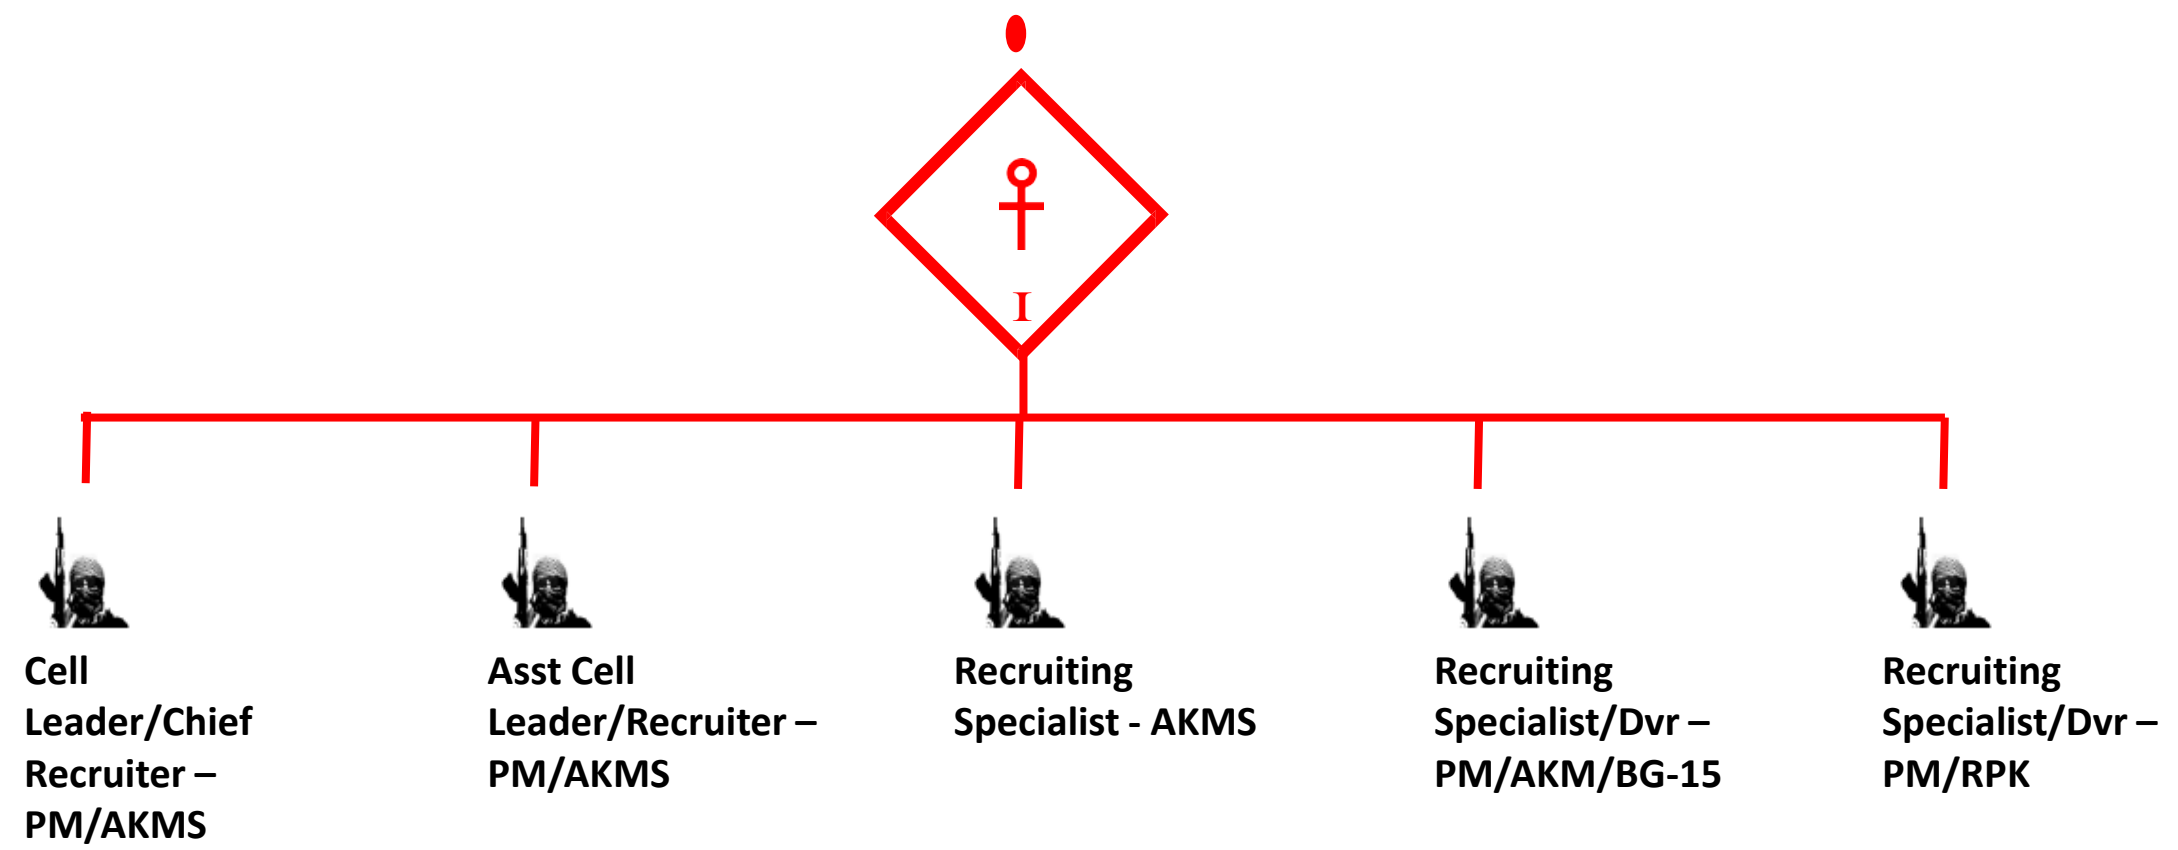 I
Cell
Leader/Chief
Recruiter –
PM/AKMS
Asst Cell
Leader/Recruiter –
PM/AKMS
Recruiting
Specialist - AKMS
Recruiting
Specialist/Dvr –
PM/AKM/BG-15
Recruiting
Specialist/Dvr –
PM/RPK